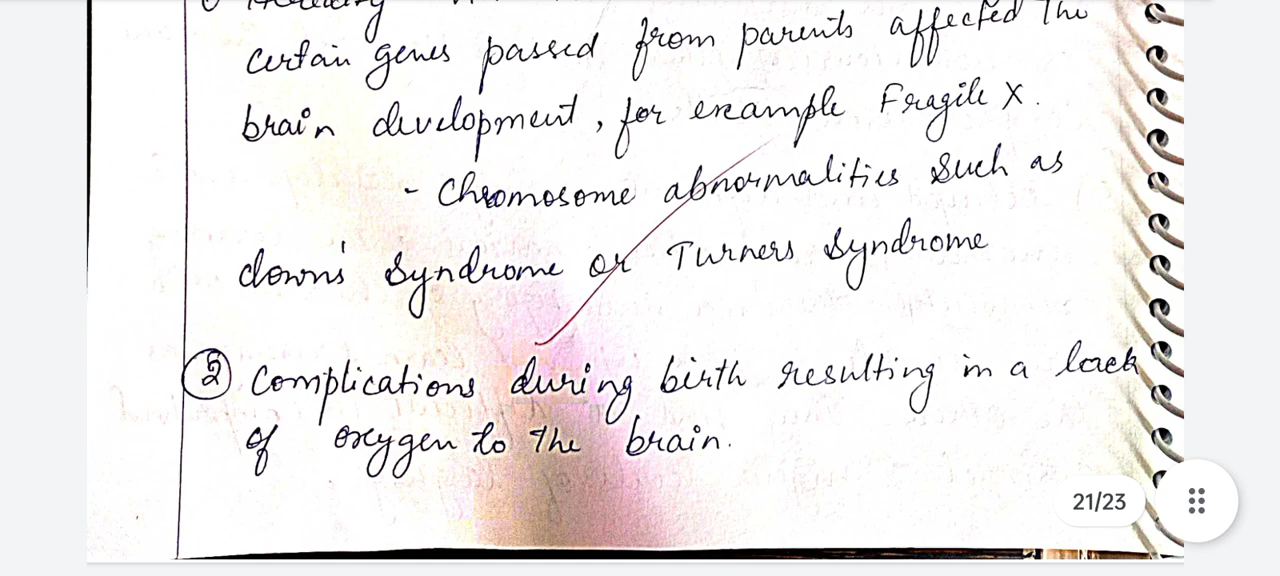 certain genes passed from parents affected The
brain development, for example Fragile X.
- Chromosome abnormalities Such as
down's Syndrome or Turners Syndrome
② Complications during birth resulting in a lack
of oxygen to The brain.
21/23